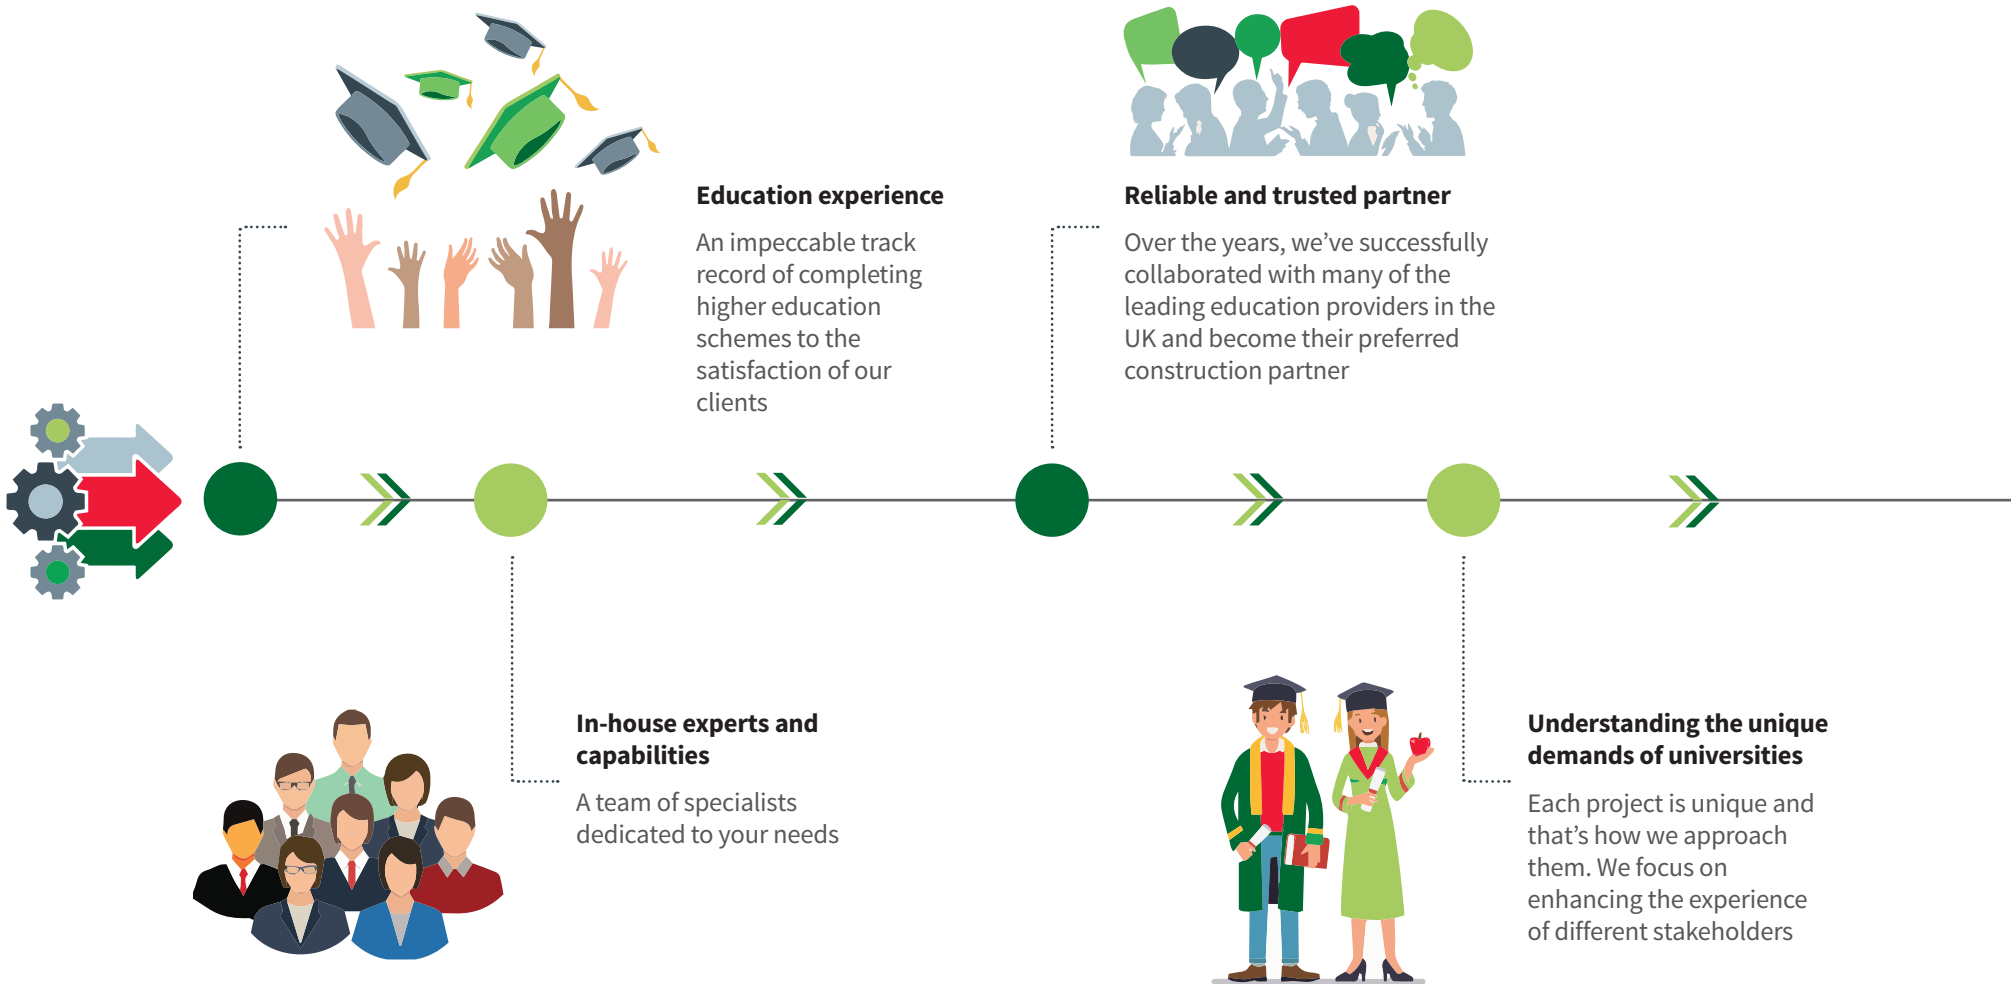 Education experience
An impeccable track
record of completing
higher education
schemes to the
satisfaction of our
clients
Reliable and trusted partner
Over the years, we’ve successfully
collaborated with many of the
leading education providers in the
UK and become their preferred
construction partner
In-house experts and
capabilities
A team of specialists
dedicated to your needs
Understanding the unique
demands of universities
Each project is unique and
that’s how we approach
them. We focus on
enhancing the experience
of different stakeholders